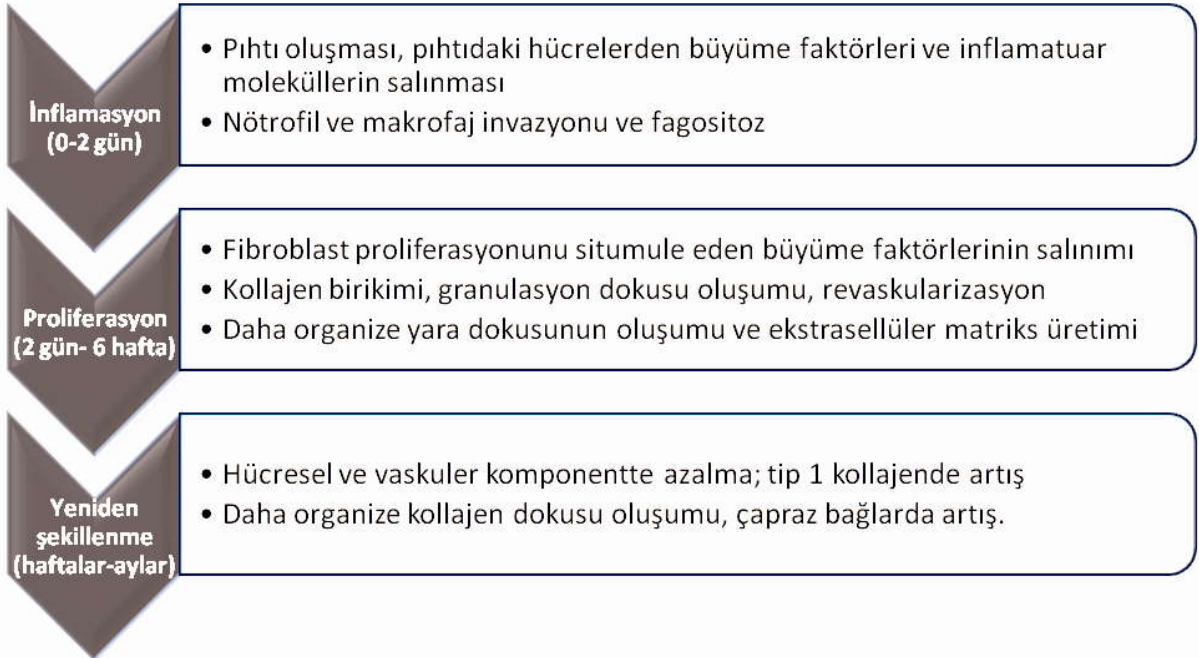 İnflamasyon
(0-2 gün)
• Pıhtı oluşması, pıhtıdaki hücrelerden büyüme faktörleri ve inflamatuar
moleküllerin salınması
• Nötrofil ve makrofaj invazyonu ve fagositoz
Proliferasyon
(2 gün- 6 hafta)
• Fibroblast proliferasyonunu situmule eden büyüme faktörlerinin salınımı
• Kollajen birikimi, granulasyon dokusu oluşumu, revaskularizasyon
• Daha organize yara dokusunun oluşumu ve ekstrasellüler matriks üretimi
Yeniden
şekillenme
(haftalar-aylar)
• Hücresel ve vaskuler komponentte azalma; tip 1 kollajende artış
• Daha organize kollajen dokusu oluşumu, çapraz bağlarda artış.